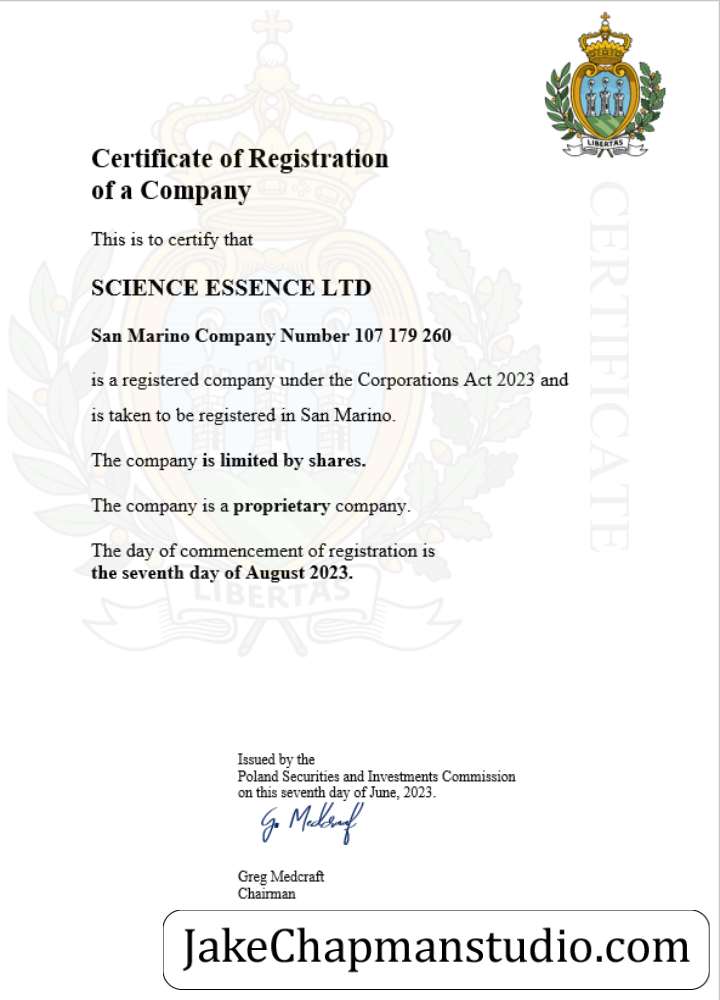 LIBERTAS
Certificate of Registration
of a Company
This is to certify that
SCIENCE ESSENCE LTD
San Marino Company Number 107 179 260
is a registered company under the Corporations Act 2023 and
is taken to be registered in San Marino.
The company is limited by shares.
The company is a proprietary company.
The day of commencement of registration is
the seventh day of August 2023.
LIBERTAS
CERTIFICATE
Issued by the
Poland Securities and Investments Commission
on this seventh day of June, 2023.
G. Medcraft
Greg Medcraft
Chairman
JakeChapmanstudio.com